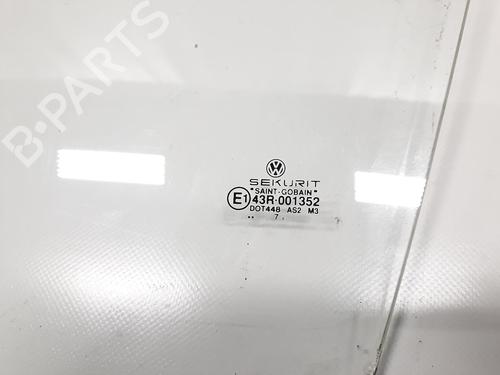 B-PARTS
SEKURIT
"SAINT-GOBAIN"
E1 43R-001352
DOT448 AS2 M3
.. 7 .